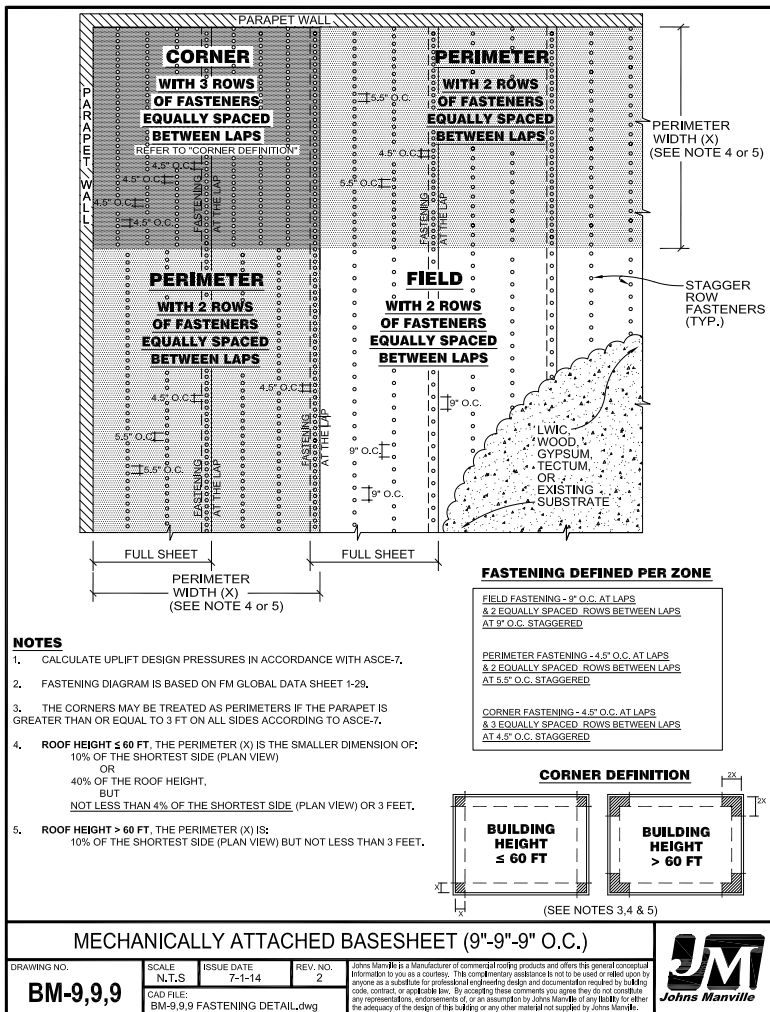 PARAPET WALL
PARAPET WALL
CORNER
WITH 3 ROWS
OF FASTENERS
EQUALLY SPACED
BETWEEN LAPS
REFER TO "CORNER DEFINITION"
4.5" O.C.
4.5" O.C.
4.5" O.C.
4.5" O.C.
FASTENING
AT THE LAP
PERIMETER
WITH 2 ROWS
OF FASTENERS
EQUALLY SPACED
BETWEEN LAPS
5.5" O.C.
4.5" O.C.
5.5" O.C.
FASTENING
AT THE LAP
PERIMETER
WIDTH (X)
(SEE NOTE 4 or 5)
STAGGER
ROW
FASTENERS
(TYP.)
PERIMETER
WITH 2 ROWS
OF FASTENERS
EQUALLY SPACED
BETWEEN LAPS
4.5" O.C.
4.5" O.C.
5.5" O.C.
5.5" O.C.
FASTENING
AT THE LAP
FASTENING
AT THE LAP
FIELD
WITH 2 ROWS
OF FASTENERS
EQUALLY SPACED
BETWEEN LAPS
9" O.C.
9" O.C.
9" O.C.
LWIC,
WOOD,
GYPSUM,
TECTUM,
OR
EXISTING
SUBSTRATE
FULL SHEET
FULL SHEET
PERIMETER
WIDTH (X)
(SEE NOTE 4 or 5)
FASTENING DEFINED PER ZONE
FIELD FASTENING - 9" O.C. AT LAPS
& 2 EQUALLY SPACED ROWS BETWEEN LAPS
AT 9" O.C. STAGGERED
PERIMETER FASTENING - 4.5" O.C. AT LAPS
& 2 EQUALLY SPACED ROWS BETWEEN LAPS
AT 5.5" O.C. STAGGERED
CORNER FASTENING - 4.5" O.C. AT LAPS
& 3 EQUALLY SPACED ROWS BETWEEN LAPS
AT 4.5" O.C. STAGGERED
NOTES
1. CALCULATE UPLIFT DESIGN PRESSURES IN ACCORDANCE WITH ASCE-7.
2. FASTENING DIAGRAM IS BASED ON FM GLOBAL DATA SHEET 1-29.
3. THE CORNERS MAY BE TREATED AS PERIMETERS IF THE PARAPET IS
GREATER THAN OR EQUAL TO 3 FT ON ALL SIDES ACCORDING TO ASCE-7.
4. ROOF HEIGHT ≤ 60 FT, THE PERIMETER (X) IS THE SMALLER DIMENSION OF:
10% OF THE SHORTEST SIDE (PLAN VIEW)
OR
40% OF THE ROOF HEIGHT,
BUT
NOT LESS THAN 4% OF THE SHORTEST SIDE (PLAN VIEW) OR 3 FEET.
5. ROOF HEIGHT > 60 FT, THE PERIMETER (X) IS:
10% OF THE SHORTEST SIDE (PLAN VIEW) BUT NOT LESS THAN 3 FEET.
CORNER DEFINITION
2X
2X
BUILDING
HEIGHT
≤ 60 FT
BUILDING
HEIGHT
> 60 FT
X
X
(SEE NOTES 3,4 & 5)
MECHANICALLY ATTACHED BASESHEET (9"-9"-9" O.C.)
DRAWING NO.
BM-9,9,9
SCALE
N.T.S
ISSUE DATE
7-1-14
REV. NO.
2
CAD FILE:
BM-9,9,9 FASTENING DETAIL.dwg
Johns Manville is a Manufacturer of commercial roofing products and offers this general conceptual
information to you as a courtesy. This complimentary assistance is not to be used or relied upon by
anyone as a substitute for professional engineering design and documentation required by building
code, contract, or applicable law. By accepting these comments you agree they do not constitute
any representations, endorsements of, or an assumption by Johns Manville of any liability for either
the adequacy of the design of this building or any other material not supplied by Johns Manville.
JM
Johns Manville